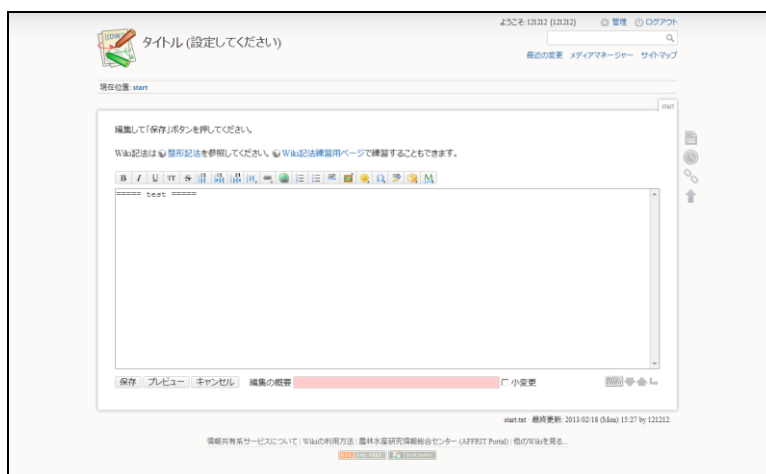 ようこそ: 121212 (121212) 管理 ログアウト
タイトル (設定してください)
最近の変更 メディアマネージャー サイトマップ
現在位置: start
start
編集して「保存」ボタンを押してください。
Wiki記法は 整形記法を参照してください。 Wiki記法練習用ページで練習することもできます。
B I U TT S
===== test =====
保存 プレビュー キャンセル 編集の概要 小変更
start.txt · 最終更新: 2013/02/18 (Mon) 15:27 by 121212
情報共有系サービスについて | Wikiの利用方法 | 農林水産研究情報総合センター (AFFRIT Portal) | 他のWikiを見る...
XML FEED DOKUWIKI